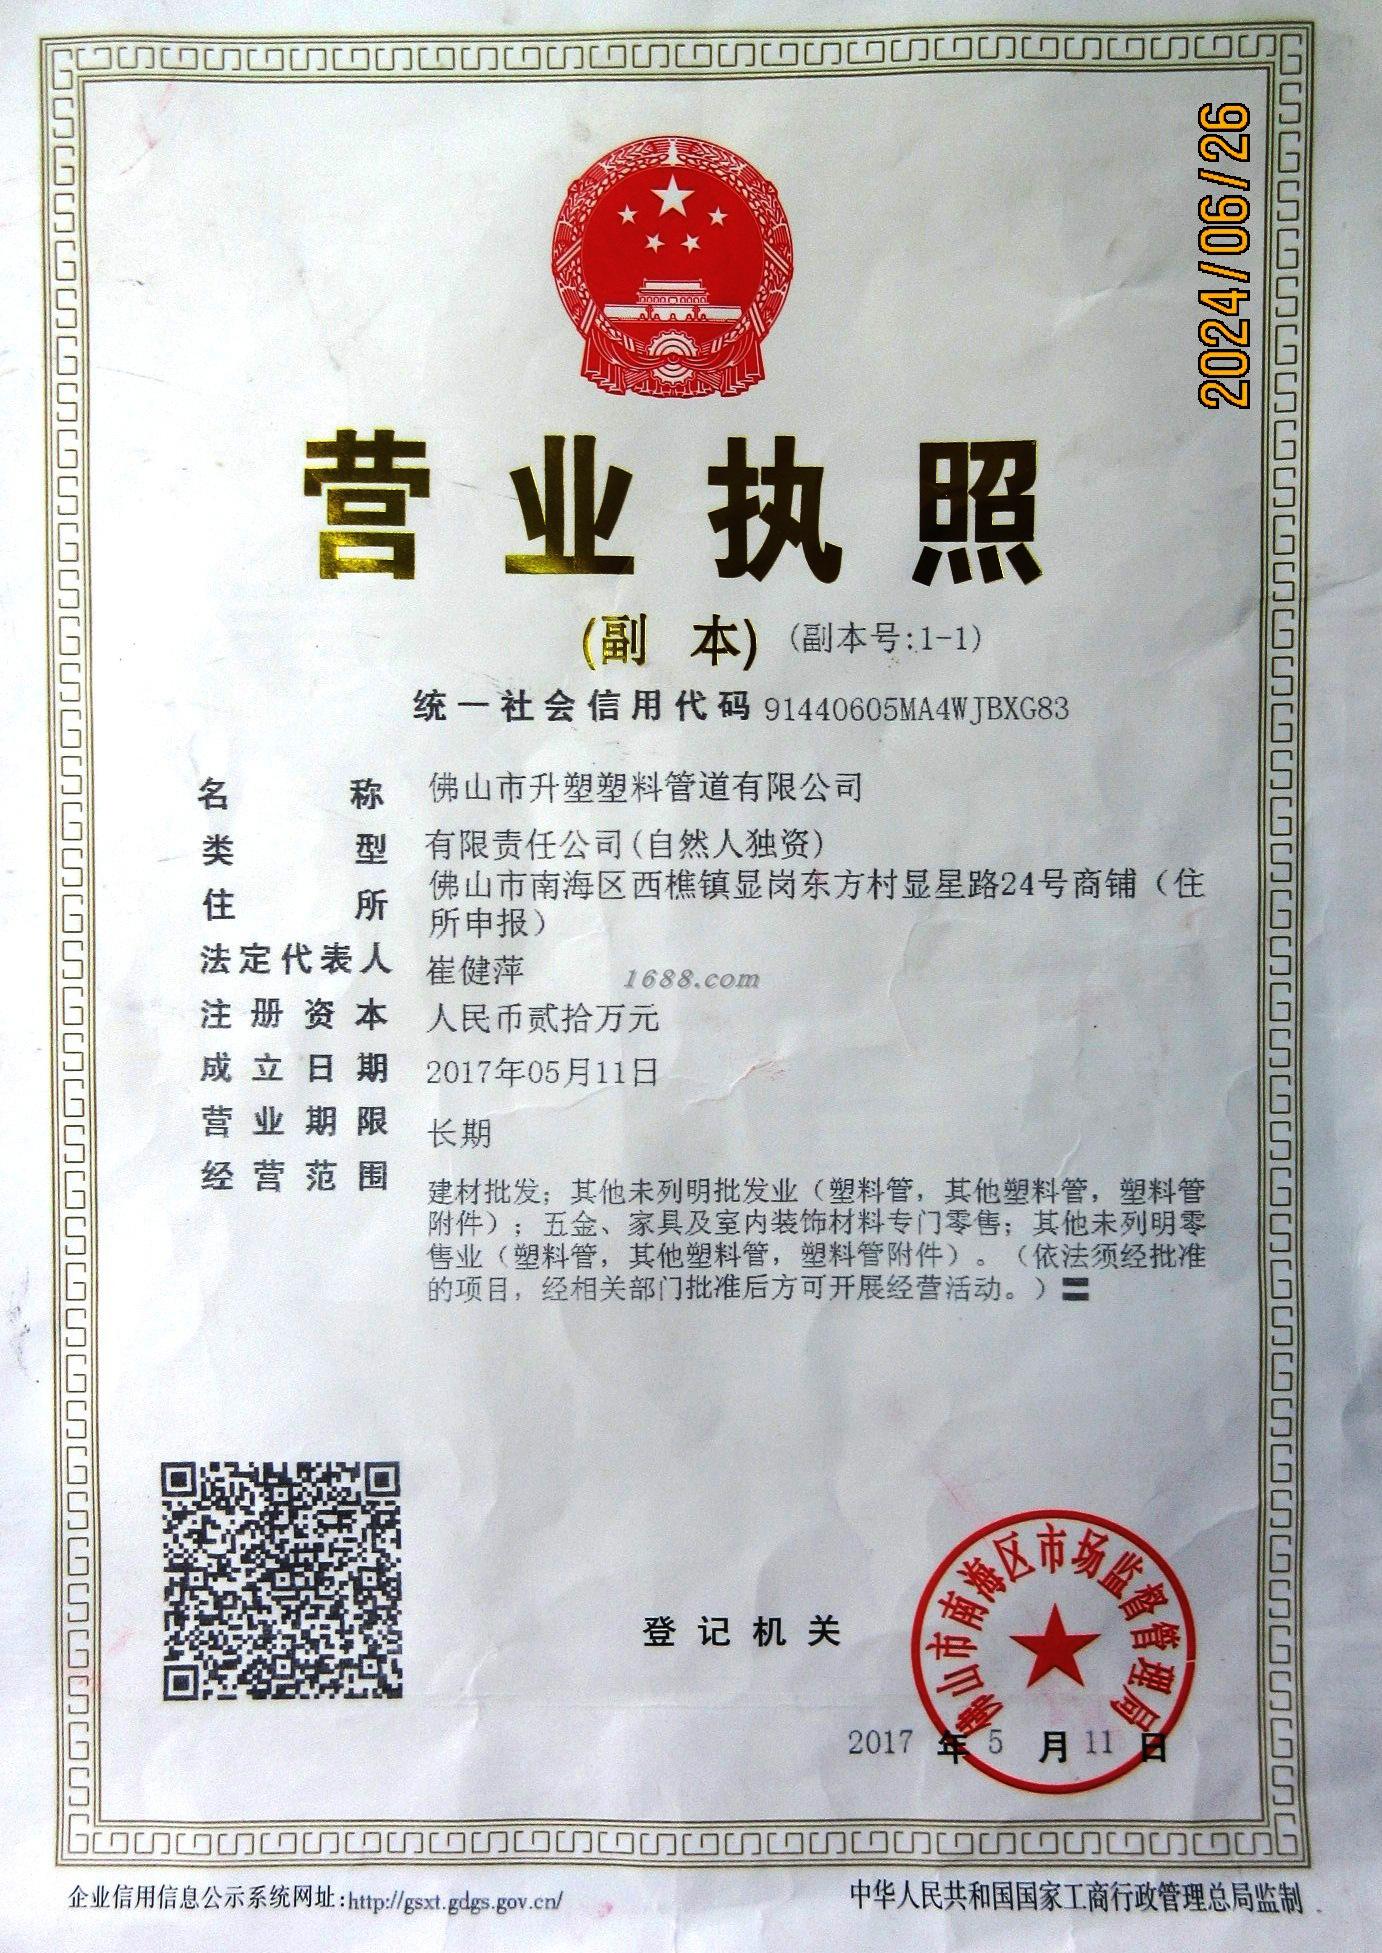 2024/06/26
营业执照
(副 本) (副本号:1-1)
统一社会信用代码 91440605MA4WJBXG83
名 称 佛山市升塑塑料管道有限公司
类 型 有限责任公司(自然人独资)
住 所 佛山市南海区西樵镇显岗东方村显星路24号商铺（住
所申报）
法定代表人 崔健萍
1688.com
注册资本 人民币贰拾万元
成立日期 2017年05月11日
营业期限 长期
经营范围 建材批发；其他未列明批发业（塑料管，其他塑料管，塑料管
附件）；五金、家具及室内装饰材料专门零售；其他未列明零
售业（塑料管，其他塑料管，塑料管附件）。（依法须经批准
的项目，经相关部门批准后方可开展经营活动。）〓
登记机关
佛山市南海区市场监督管理局
2017 年 5 月 11 日
企业信用信息公示系统网址:http://gsxt.gdgs.gov.cn/
中华人民共和国国家工商行政管理总局监制